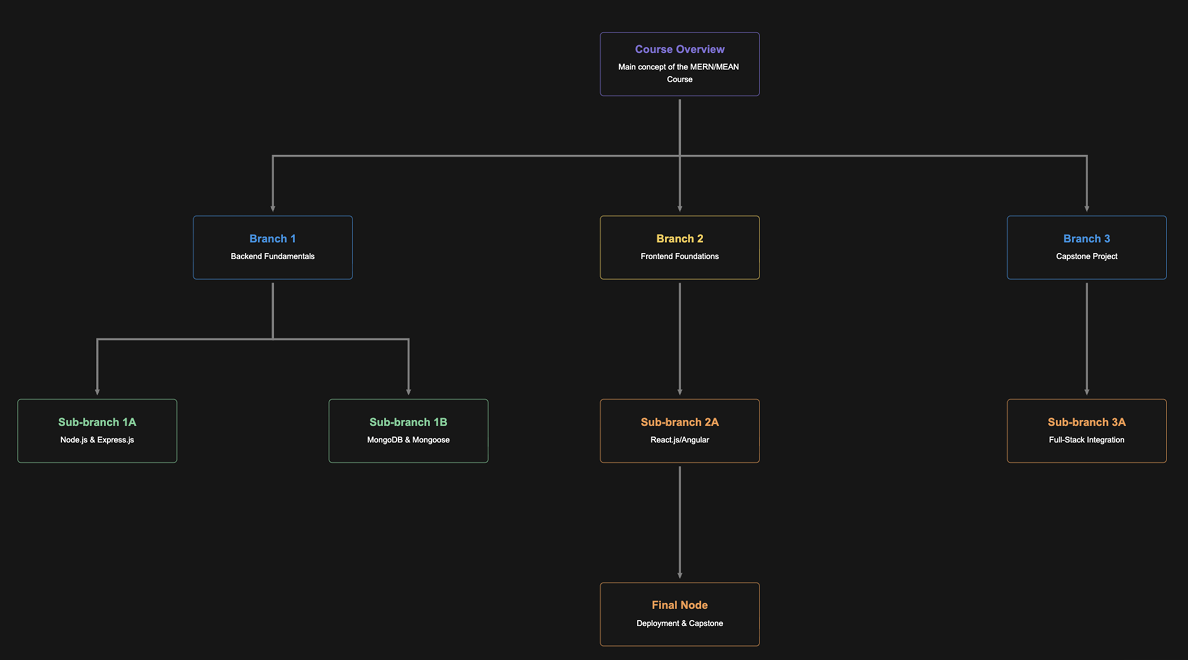 Course Overview
Main concept of the MERN/MEAN
Course
Branch 1
Backend Fundamentals
Branch 2
Frontend Foundations
Branch 3
Capstone Project
Sub-branch 1A
Node.js & Express.js
Sub-branch 1B
MongoDB & Mongoose
Sub-branch 2A
React.js/Angular
Sub-branch 3A
Full-Stack Integration
Final Node
Deployment & Capstone